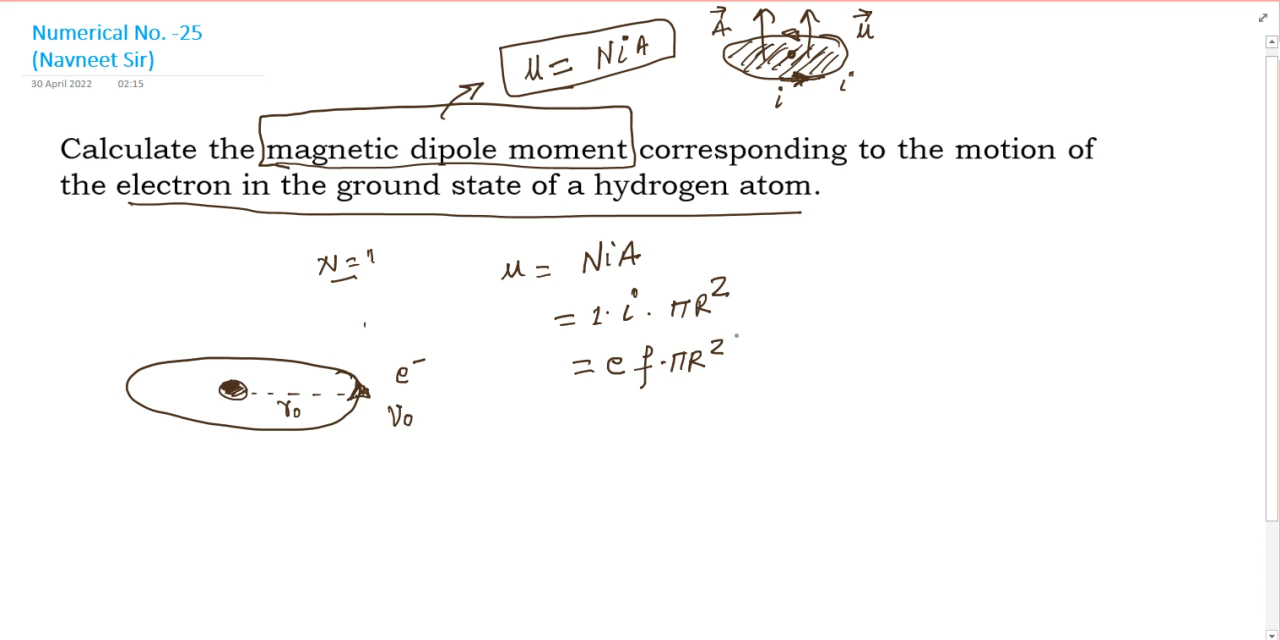 Numerical No. -25
(Navneet Sir)
30 April 2022 02:15
μ = NiA
A μ
i i
Calculate the magnetic dipole moment corresponding to the motion of
the electron in the ground state of a hydrogen atom.
N = 1
μ = NiA
= 1· i · πR²
= e f · πR²
e⁻
r₀
V₀